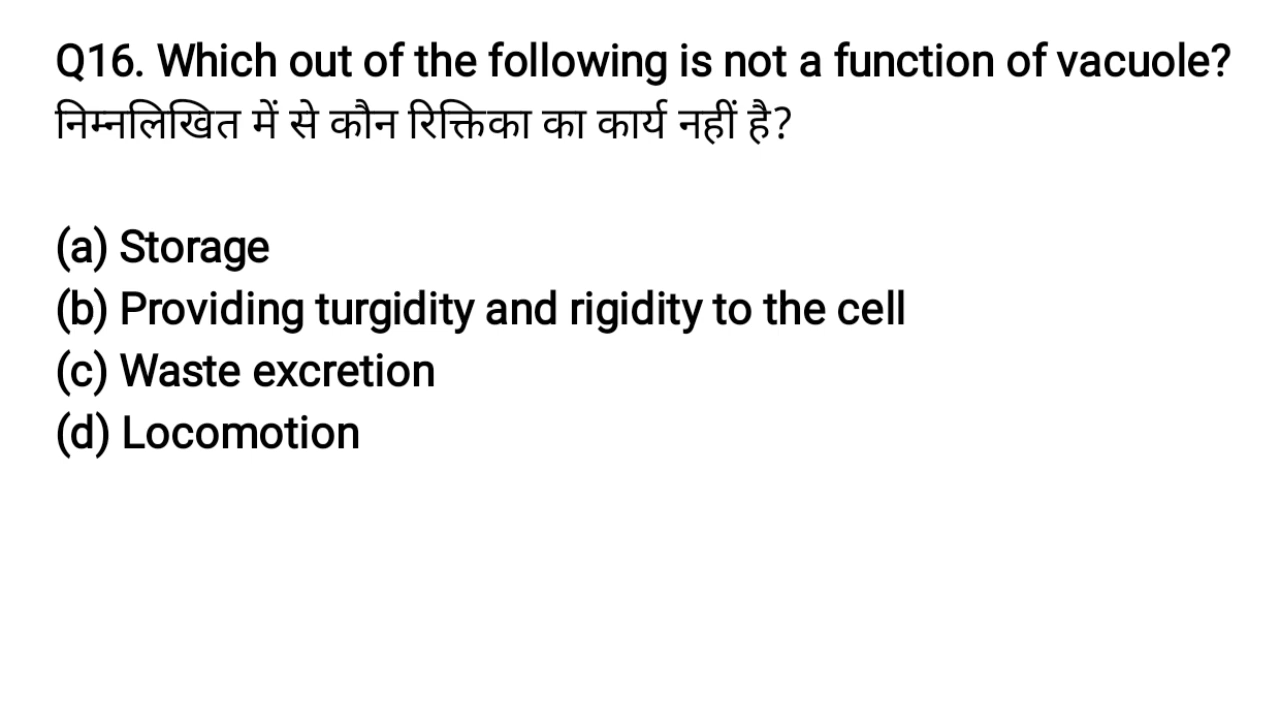 Q16. Which out of the following is not a function of vacuole?
निम्नलिखित में से कौन रिक्तिका का कार्य नहीं है?
(a) Storage
(b) Providing turgidity and rigidity to the cell
(c) Waste excretion
(d) Locomotion